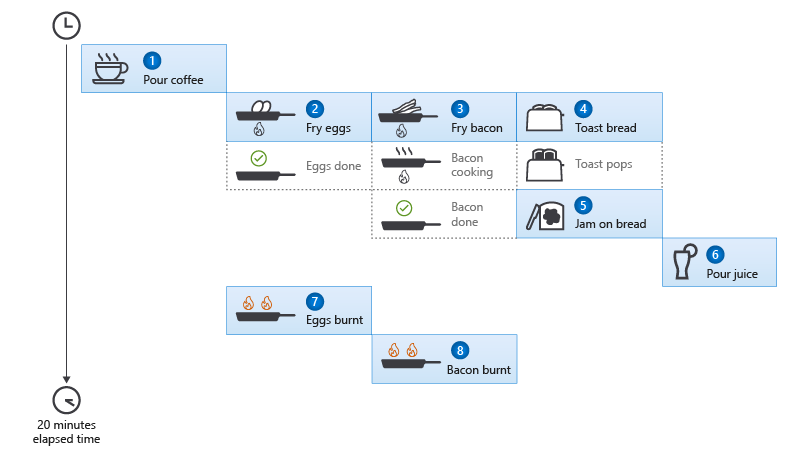 1
Pour coffee
2
Fry eggs
3
Fry bacon
4
Toast bread
Eggs done
Bacon
cooking
Toast pops
Bacon
done
5
Jam on bread
6
Pour juice
7
Eggs burnt
8
Bacon burnt
20 minutes
elapsed time